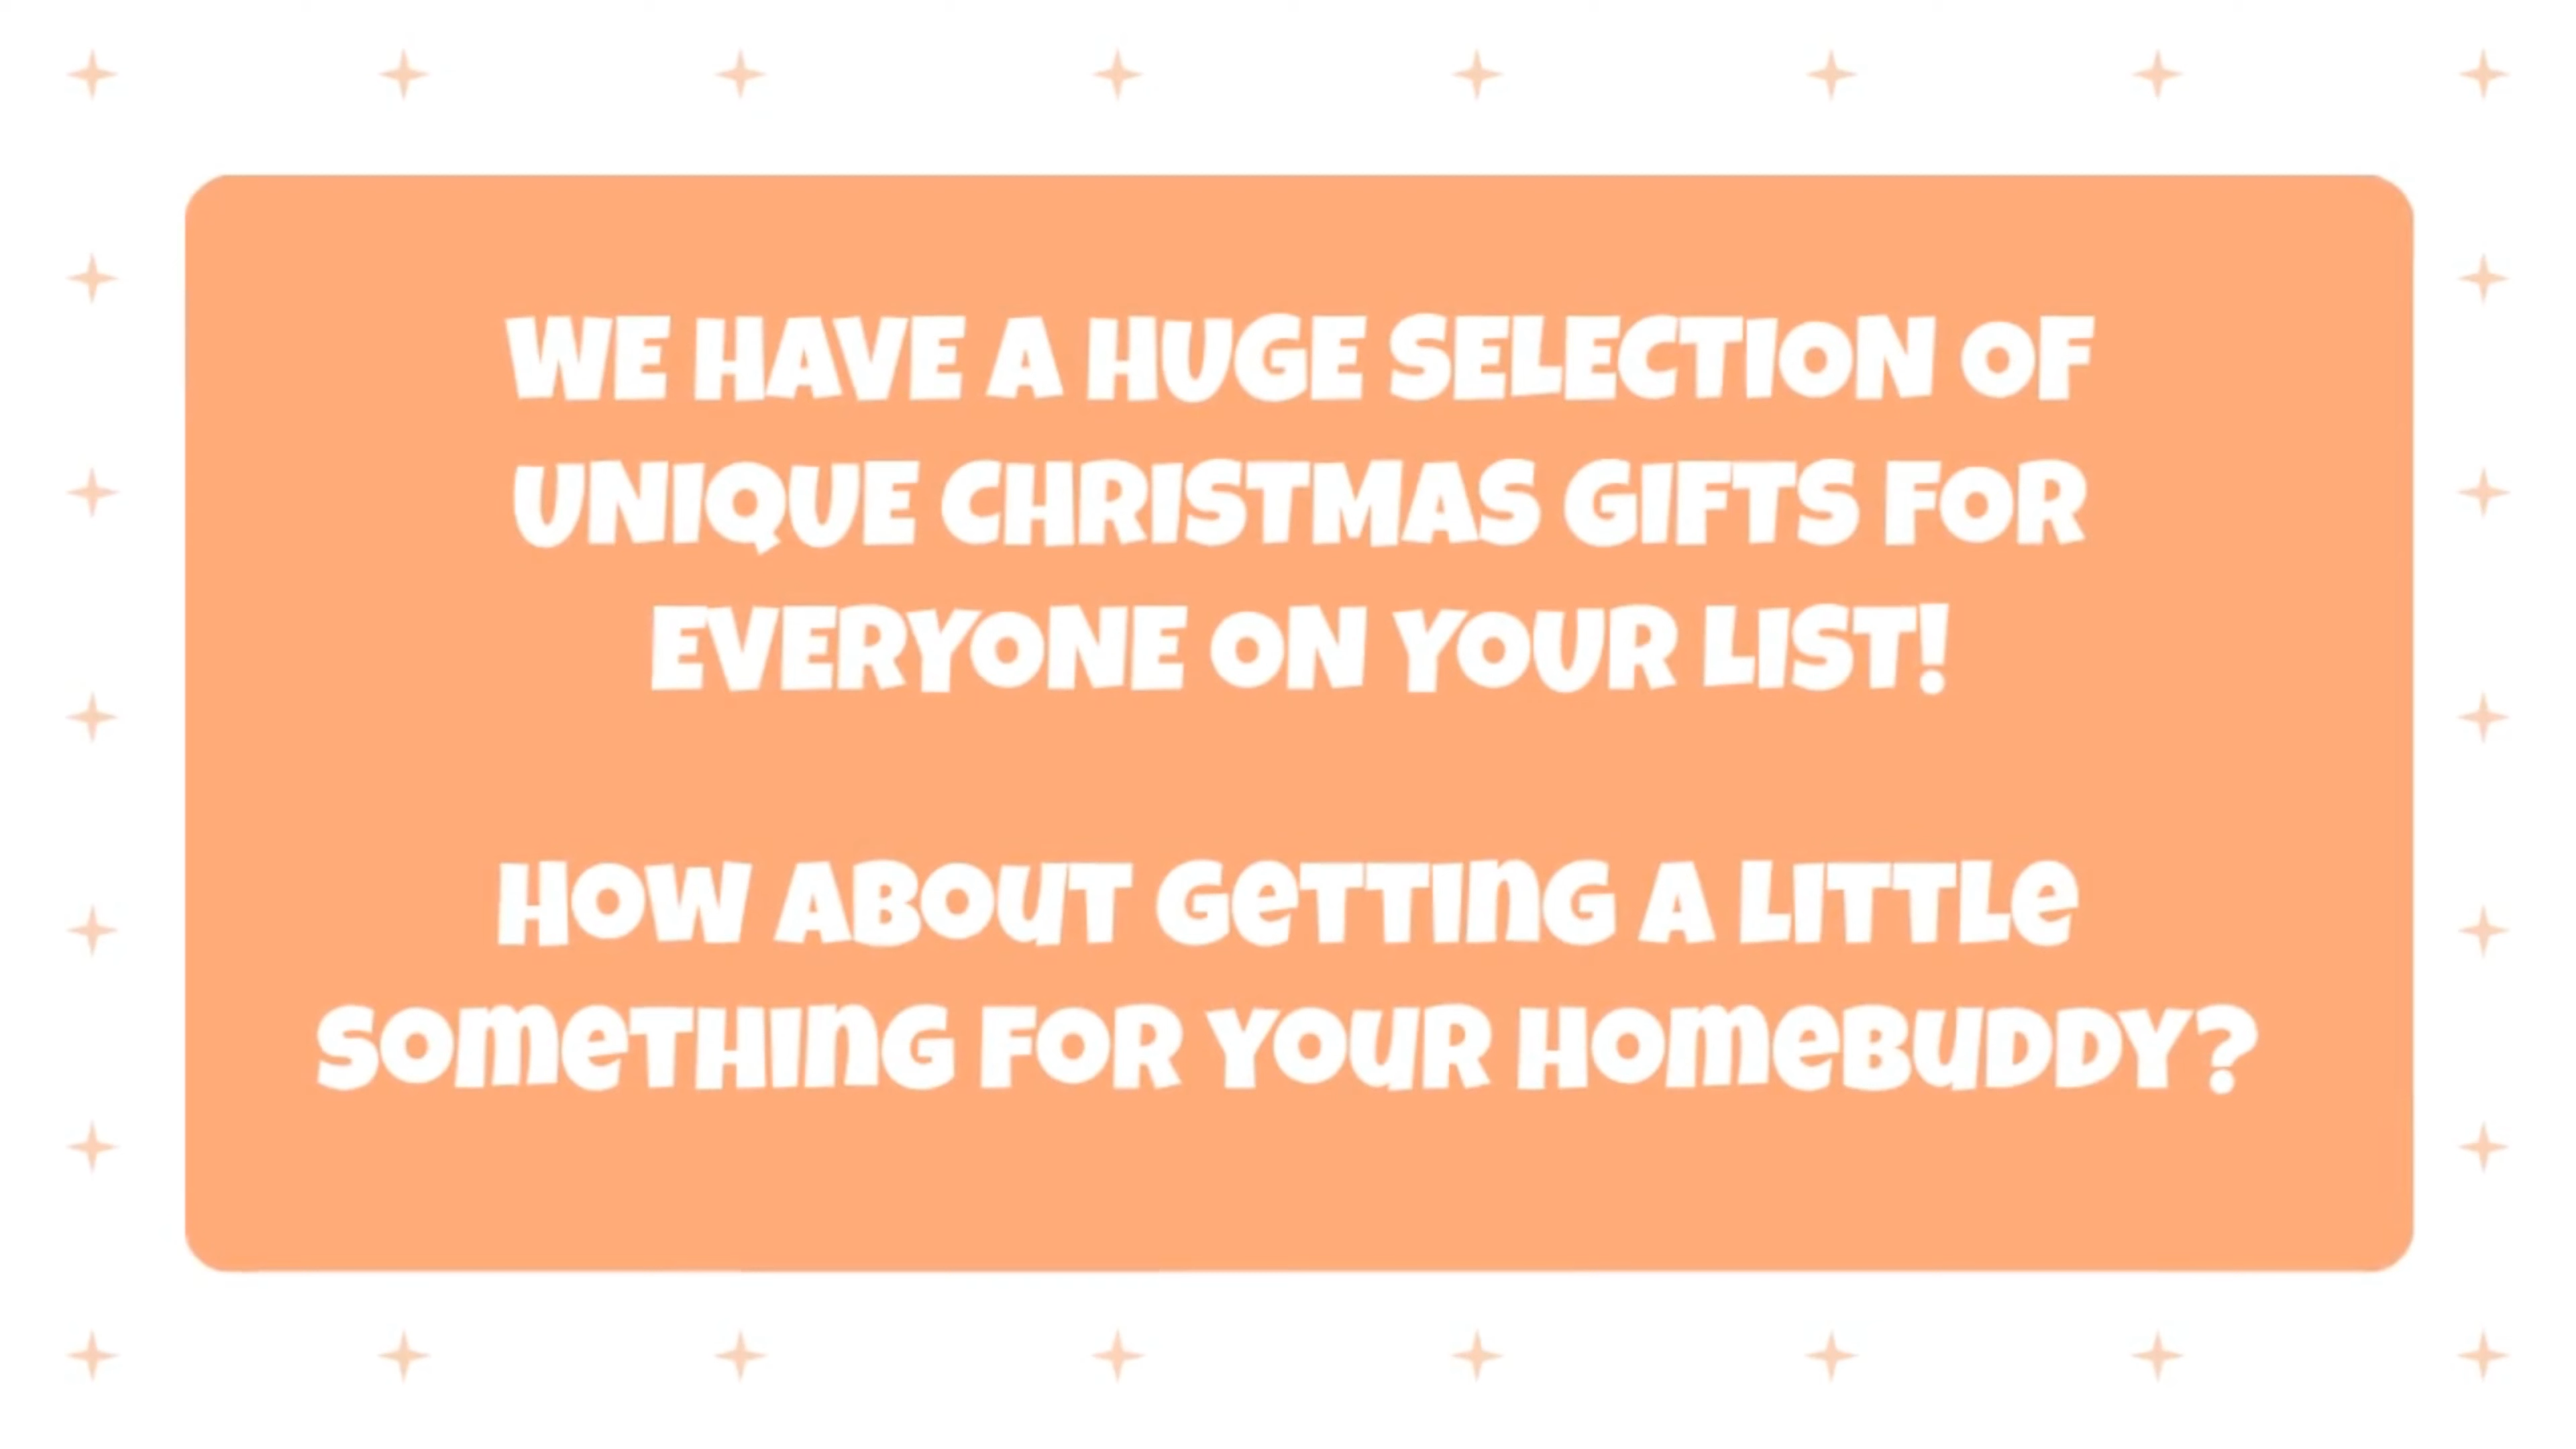 WE HAVE A HUGE SELECTION OF
UNIQUE CHRISTMAS GIFTS FOR
EVERYONE ON YOUR LIST!
HOW ABOUT GeTTInG A LITTLe
SomeTHInG FOR YOuR HomeBuDDY?